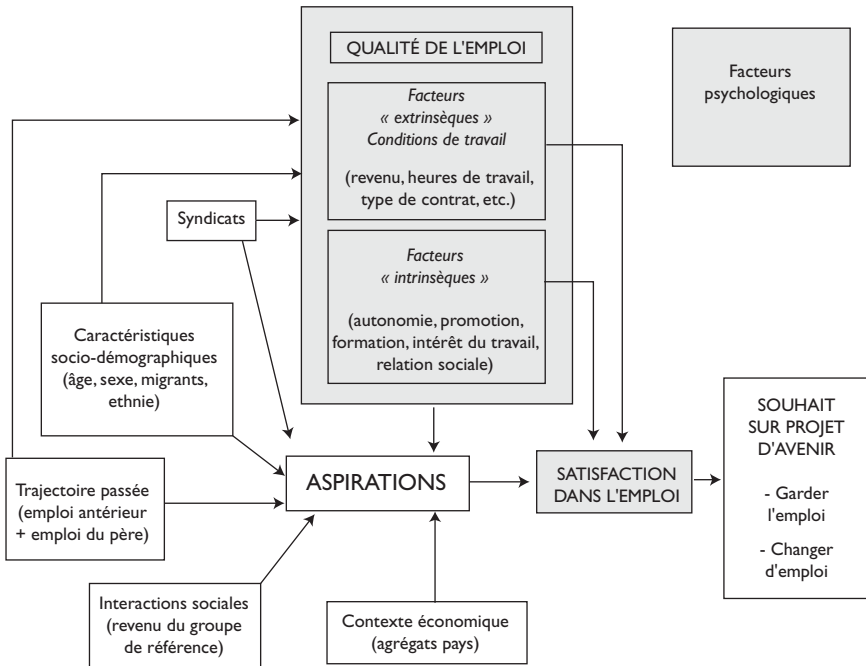 QUALITÉ DE L'EMPLOI
Facteurs
« extrinsèques »
Conditions de travail
(revenu, heures de travail,
type de contrat, etc.)
Facteurs
psychologiques
Syndicats
Facteurs
« intrinsèques »
(autonomie, promotion,
formation, intérêt du travail,
relation sociale)
Caractéristiques
socio-démographiques
(âge, sexe, migrants,
ethnie)
Trajectoire passée
(emploi antérieur
+ emploi du père)
ASPIRATIONS
SATISFACTION
DANS L'EMPLOI
SOUHAIT
SUR PROJET
D'AVENIR
- Garder
l'emploi
- Changer
d'emploi
Interactions sociales
(revenu du groupe
de référence)
Contexte économique
(agrégats pays)